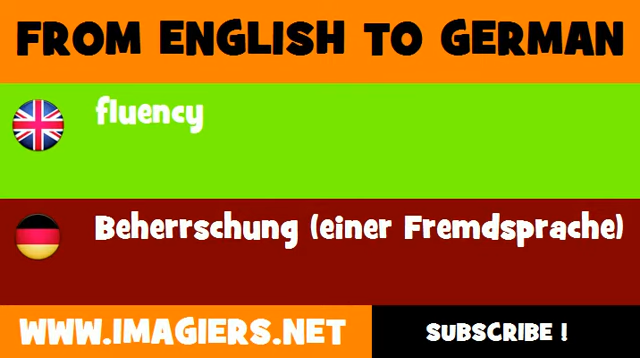 FROM ENGLISH TO GERMAN
fluency
Beherrschung (einer Fremdsprache)
WWW.IMAGIERS.NET
SUBSCRIBE !